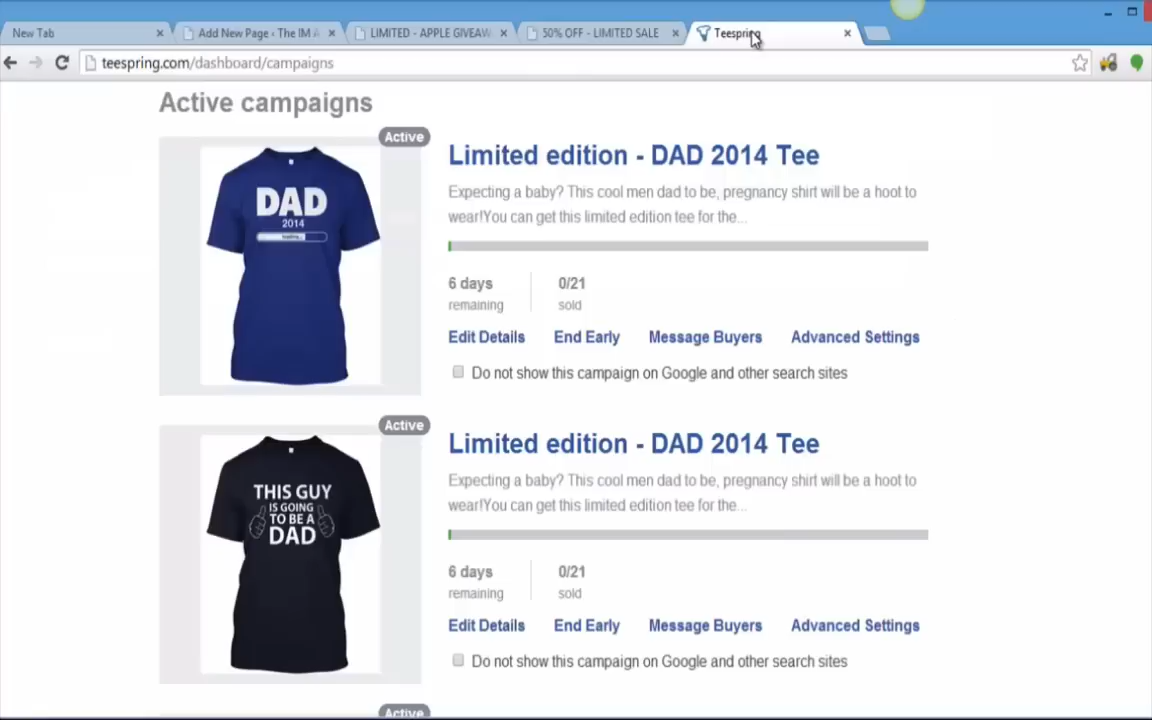 New Tab
Add New Page ‹ The IM A
LIMITED - APPLE GIVEAW
50% OFF - LIMITED SALE
Teespring
teespring.com/dashboard/campaigns
Active campaigns
Active
DAD
2014
Limited edition - DAD 2014 Tee
Expecting a baby? This cool men dad to be, pregnancy shirt will be a hoot to
wear!You can get this limited edition tee for the...
6 days
remaining
0/21
sold
Edit Details
End Early
Message Buyers
Advanced Settings
Do not show this campaign on Google and other search sites
Active
THIS GUY
IS GOING
TO BE A
DAD
Limited edition - DAD 2014 Tee
Expecting a baby? This cool men dad to be, pregnancy shirt will be a hoot to
wear!You can get this limited edition tee for the...
6 days
remaining
0/21
sold
Edit Details
End Early
Message Buyers
Advanced Settings
Do not show this campaign on Google and other search sites
Active